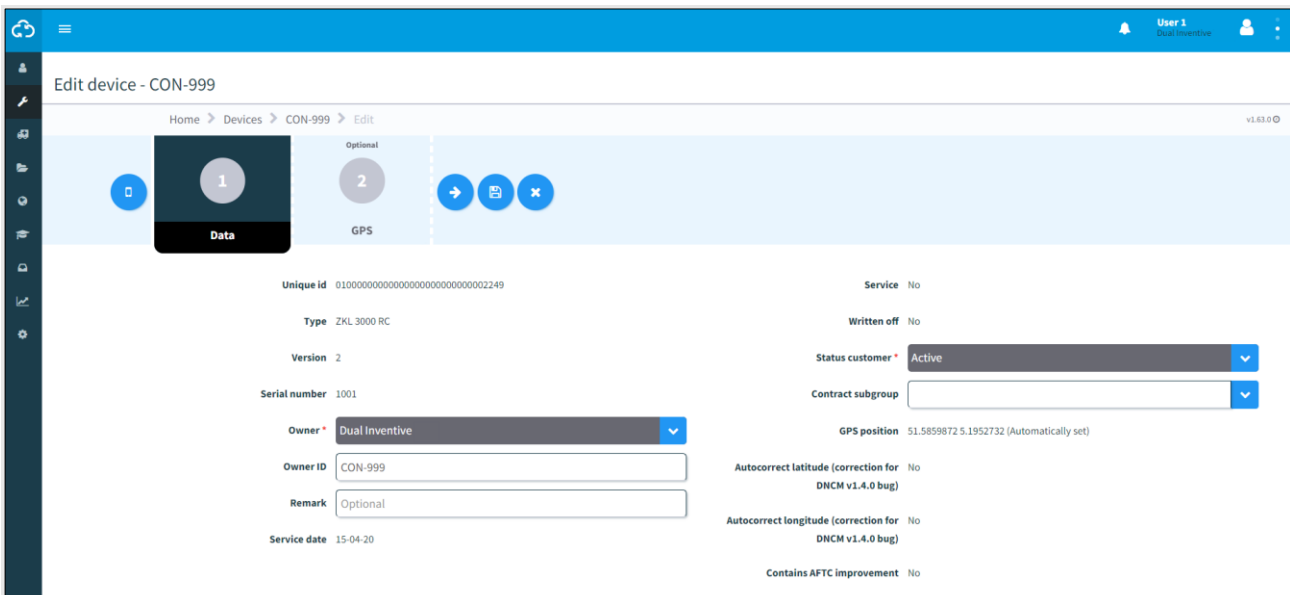 User 1
Dual Inventive
Edit device - CON-999
Home > Devices > CON-999 > Edit
v1.63.0
Optional
1
2
Data
GPS
Unique id
Service No
Type ZKL 3000 RC
Written off No
Version 2
Status customer * Active
Serial number 1001
Contract subgroup
Owner * Dual Inventive
GPS position 51.5859872 5.1952732 (Automatically set)
Owner ID CON-999
Autocorrect latitude (correction for No
DNCM v1.4.0 bug)
Remark Optional
Autocorrect longitude (correction for No
DNCM v1.4.0 bug)
Service date 15-04-20
Contains AFTC improvement No